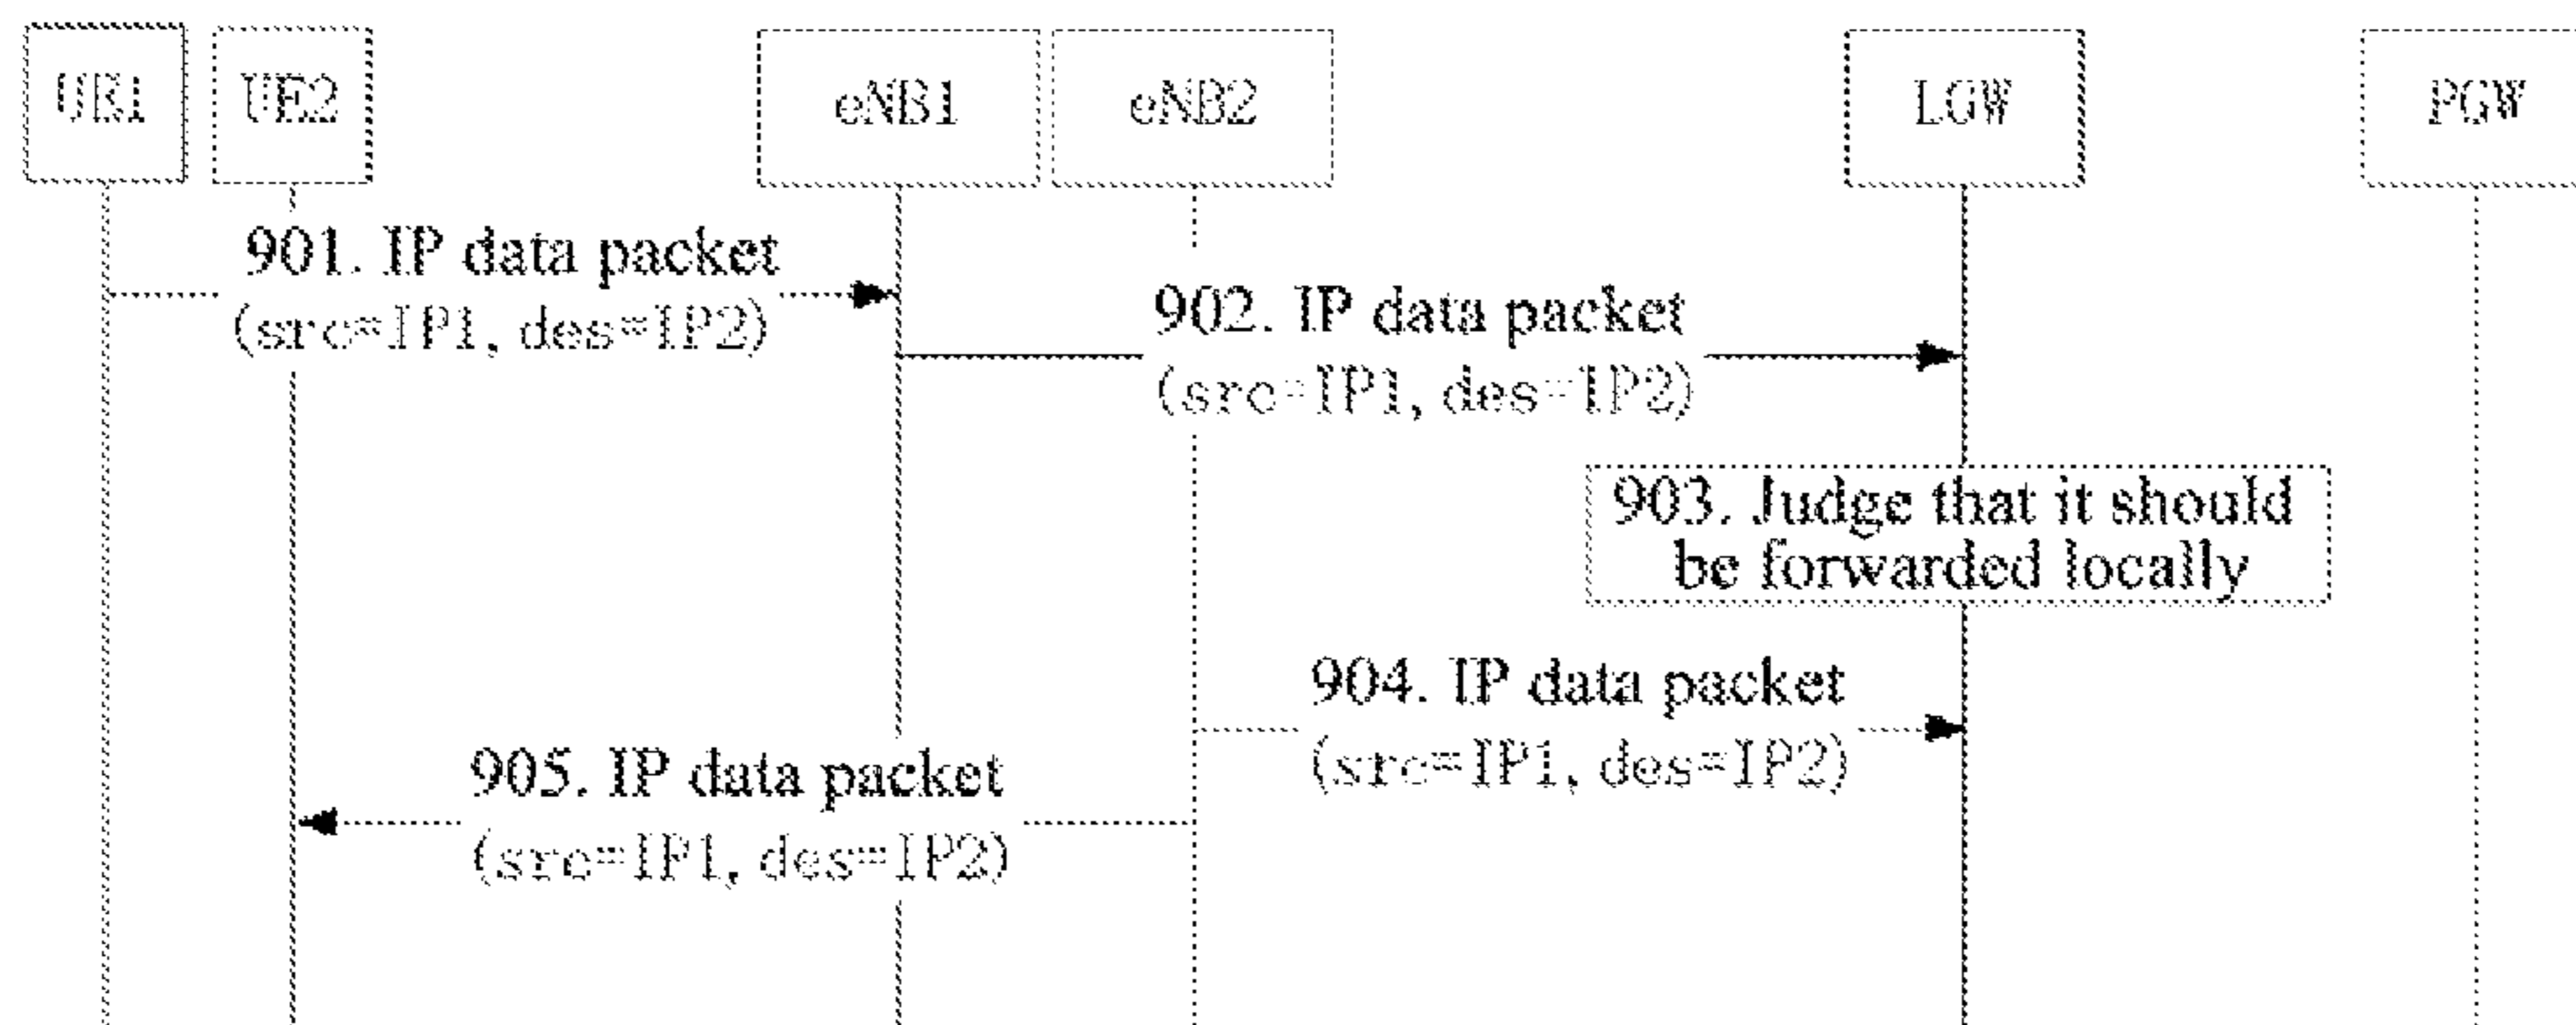 UE1 UE2 eNB1 eNB2 LGW PGW
901. IP data packet
(src=IP1, des=IP2)
902. IP data packet
(src=IP1, des=IP2)
903. Judge that it should
be forwarded locally
904. IP data packet
(src=IP1, des=IP2)
905. IP data packet
(src=IP1, des=IP2)